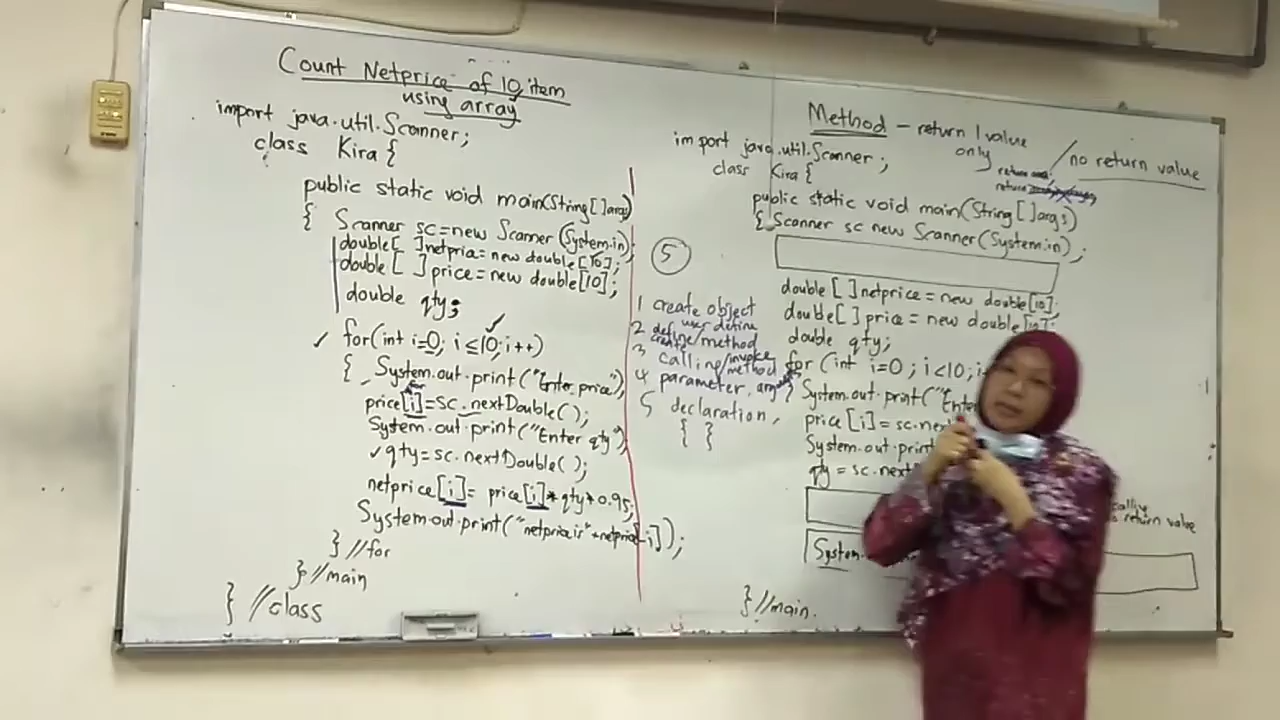 Count Netprice of 10 item
using array
import java.util.Scanner;
class Kira {
public static void main(String[]args)
{ Scanner sc=new Scanner(System.in);
double[ ]netprice=new double[10];
double[ ]price=new double[10];
double qty;
✓ for(int i=0; i≤10;i++)
{ System.out.print("Enter price");
price[i]=sc.nextDouble();
System.out.print("Enter qty")
✓qty=sc.nextDouble();
netprice[i]= price[i]*qty*0.95;
System.out.print("netprice is"+netprice[i]);
} //for
} //main
} //class
5
1 create object
2 user define
define/method
create
3 calling/invoke
method
4 parameter,
5 declaration,
{ }
Method – return 1 value
only
/ no return value
return
return
import java.util.Scanner;
class Kira {
public static void main(String[]args)
{ Scanner sc new Scanner(System.in);
double[ ]netprice = new double[10];
double[ ]price = new double[10];
double qty;
for (int i=0; i<10; i
System.out.print("Enter
price[i] = sc.nex
System.out.print
qty = sc.next
calling
no return value
System.
} //main.